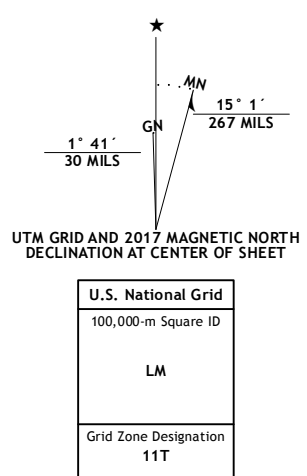 ★
MN
GN
15° 1´
267 MILS
1° 41´
30 MILS
UTM GRID AND 2017 MAGNETIC NORTH
DECLINATION AT CENTER OF SHEET
U.S. National Grid
100,000-m Square ID
LM
Grid Zone Designation
11T